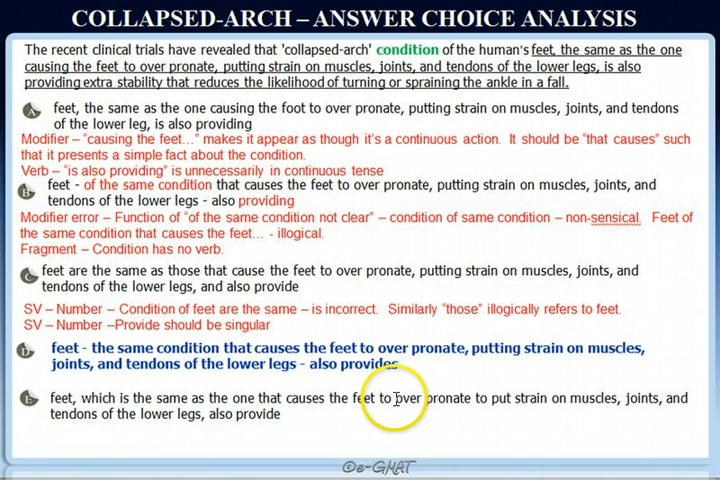 COLLAPSED-ARCH – ANSWER CHOICE ANALYSIS
The recent clinical trials have revealed that 'collapsed-arch' condition of the human's feet, the same as the one
causing the feet to over pronate, putting strain on muscles, joints, and tendons of the lower legs, is also
providing extra stability that reduces the likelihood of turning or spraining the ankle in a fall.
A feet, the same as the one causing the foot to over pronate, putting strain on muscles, joints, and tendons
of the lower leg, is also providing
Modifier – "causing the feet…" makes it appear as though it's a continuous action. It should be "that causes" such
that it presents a simple fact about the condition.
Verb – "is also providing" is unnecessarily in continuous tense
B feet - of the same condition that causes the feet to over pronate, putting strain on muscles, joints, and
tendons of the lower legs - also providing
Modifier error – Function of "of the same condition not clear" – condition of same condition – non-sensical. Feet of
the same condition that causes the feet… - illogical.
Fragment – Condition has no verb.
C feet are the same as those that cause the feet to over pronate, putting strain on muscles, joints, and
tendons of the lower legs, and also provide
SV – Number – Condition of feet are the same – is incorrect. Similarly "those" illogically refers to feet.
SV – Number –Provide should be singular
D feet - the same condition that causes the feet to over pronate, putting strain on muscles,
joints, and tendons of the lower legs - also provides
E feet, which is the same as the one that causes the feet to over pronate to put strain on muscles, joints, and
tendons of the lower legs, also provide
©e-GMAT